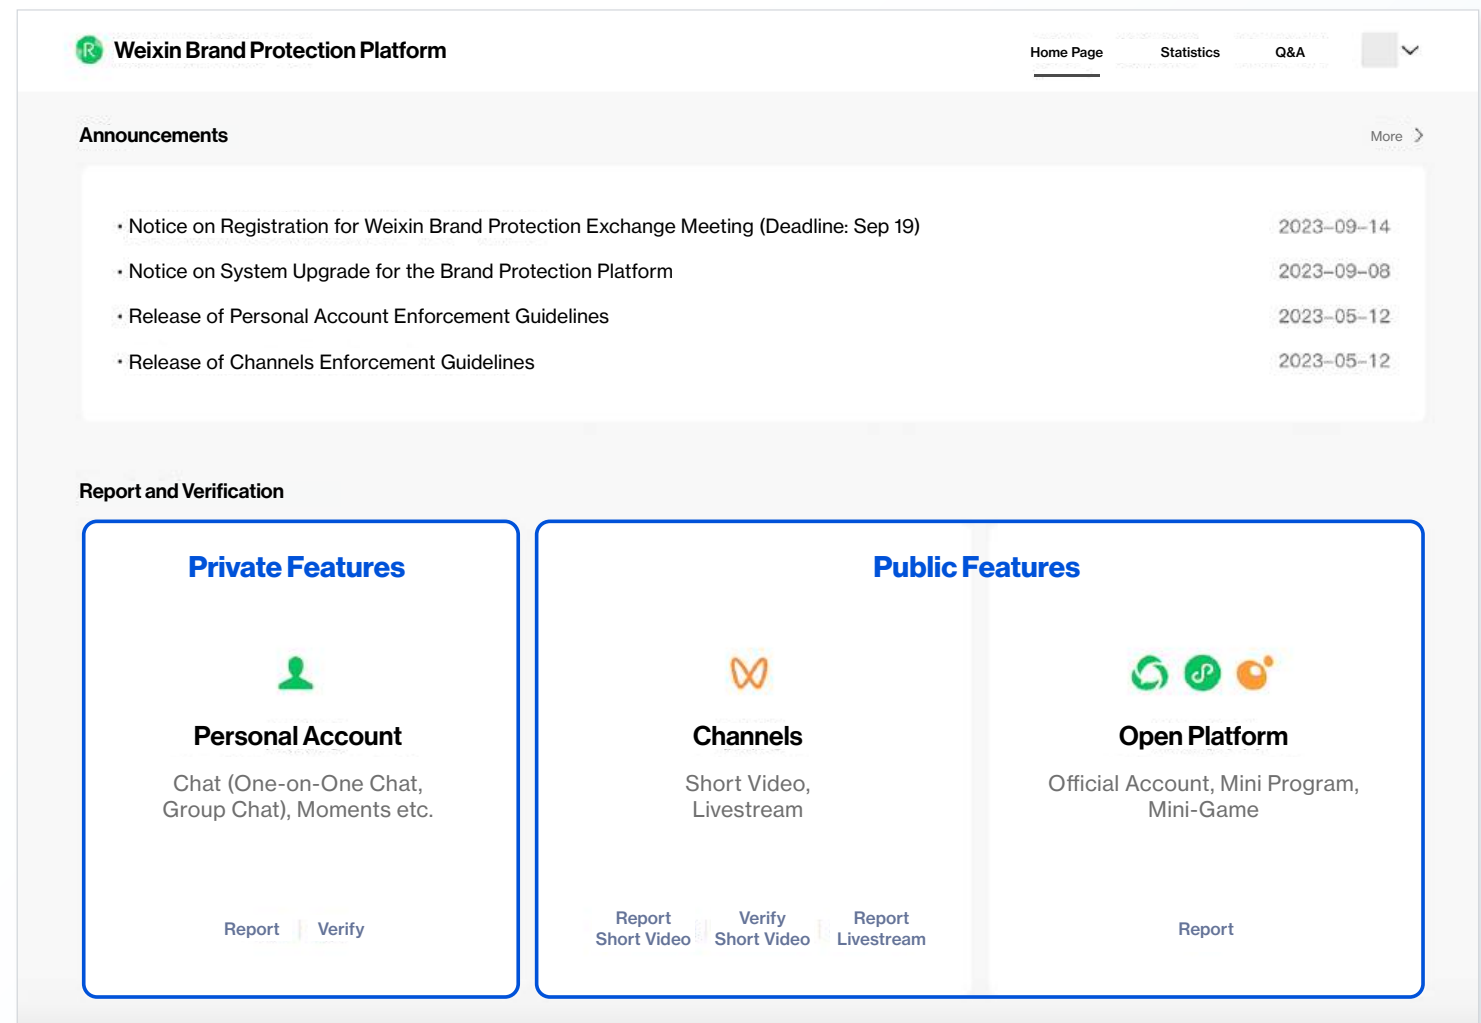 Weixin Brand Protection Platform
Home Page Statistics Q&A
Announcements
More
• Notice on Registration for Weixin Brand Protection Exchange Meeting (Deadline: Sep 19) 2023-09-14
• Notice on System Upgrade for the Brand Protection Platform 2023-09-08
• Release of Personal Account Enforcement Guidelines 2023-05-12
• Release of Channels Enforcement Guidelines 2023-05-12
Report and Verification
Private Features
Personal Account
Chat (One-on-One Chat,
Group Chat), Moments etc.
Report Verify
Public Features
Channels
Short Video,
Livestream
Report Short Video
Verify Short Video
Report Livestream
Open Platform
Official Account, Mini Program,
Mini-Game
Report